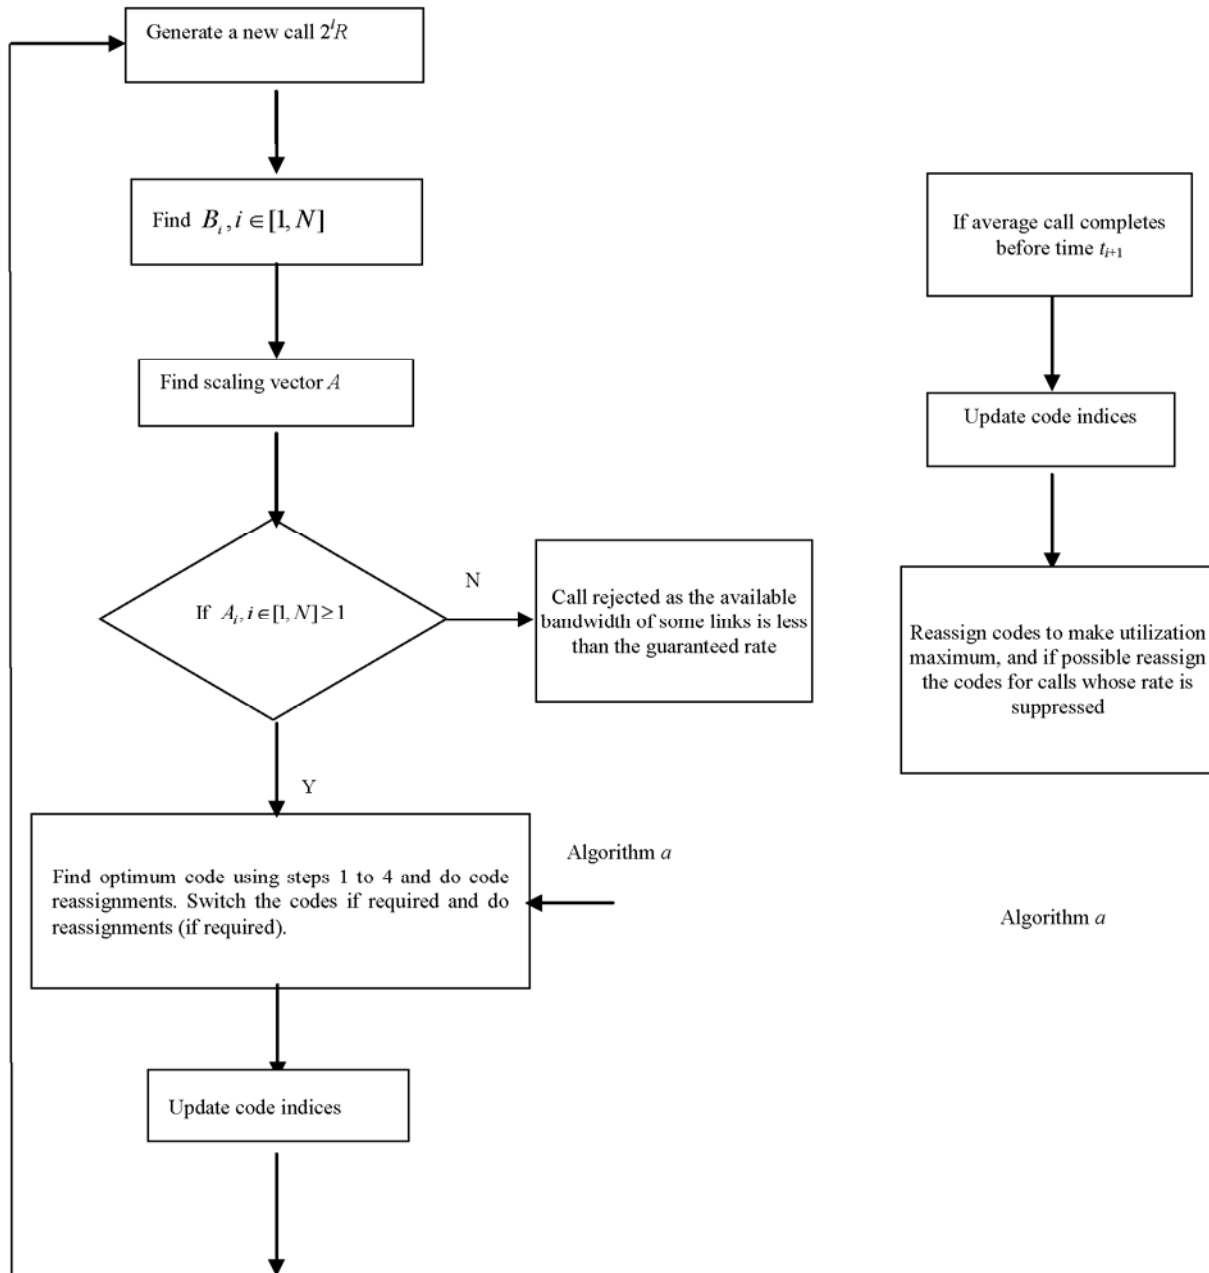 Generate a new call 2^l R
Find B_i, i ∈ [1, N]
Find scaling vector A
If A_i, i ∈ [1, N] ≥ 1
N
Call rejected as the available
bandwidth of some links is less
than the guaranteed rate
Y
Find optimum code using steps 1 to 4 and do code
reassignments. Switch the codes if required and do
reassignments (if required).
Algorithm a
Update code indices
If average call completes
before time t_{i+1}
Update code indices
Reassign codes to make utilization
maximum, and if possible reassign
the codes for calls whose rate is
suppressed
Algorithm a